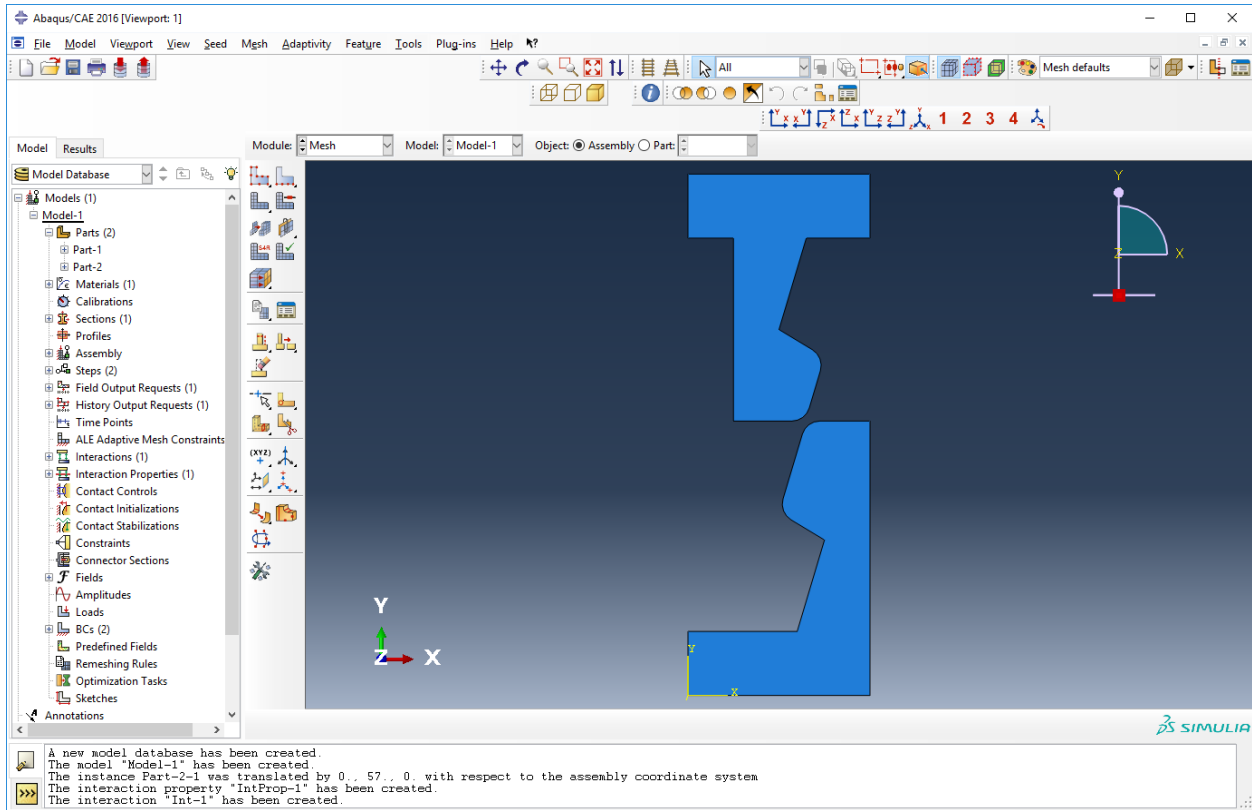 Abaqus/CAE 2016 [Viewport: 1]
File Model Viewport View Seed Mesh Adaptivity Feature Tools Plug-ins Help
All Mesh defaults
1 2 3 4
Model Results Module: Mesh Model: Model-1 Object: Assembly Part:
Model Database
Models (1)
Model-1
Parts (2)
Part-1
Part-2
Materials (1)
Calibrations
Sections (1)
Profiles
Assembly
Steps (2)
Field Output Requests (1)
History Output Requests (1)
Time Points
ALE Adaptive Mesh Constraints
Interactions (1)
Interaction Properties (1)
Contact Controls
Contact Initializations
Contact Stabilizations
Constraints
Connector Sections
Fields
Amplitudes
Loads
BCs (2)
Predefined Fields
Remeshing Rules
Optimization Tasks
Sketches
Annotations
(XYZ)
Y
Z X
Y
Z X
Y
X
SIMULIA
A new model database has been created.
The model "Model-1" has been created.
The instance Part-2-1 was translated by 0., 57., 0. with respect to the assembly coordinate system
The interaction property "IntProp-1" has been created.
The interaction "Int-1" has been created.